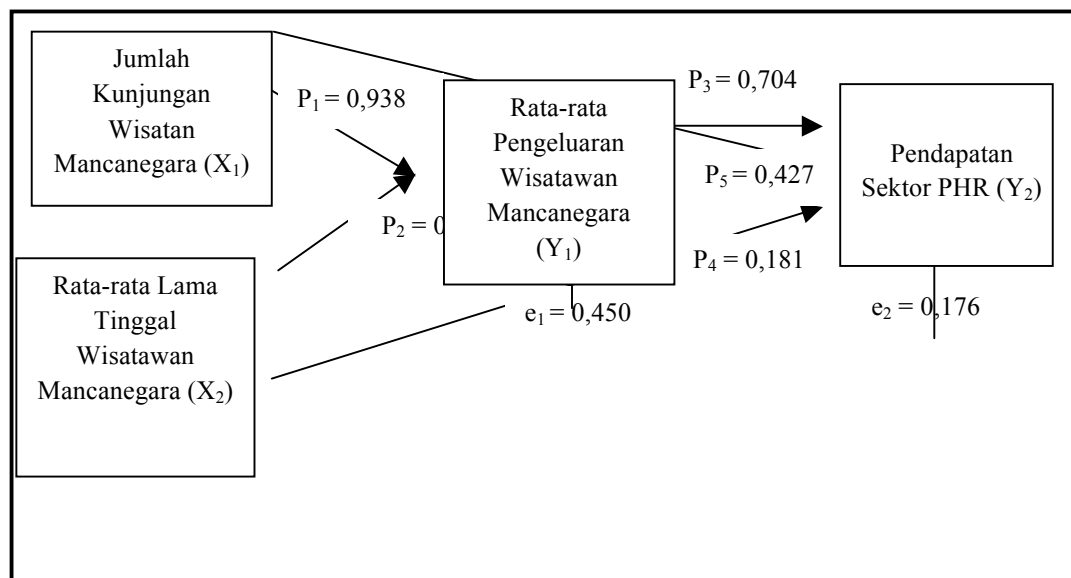 Jumlah
Kunjungan
Wisatan
Mancanegara (X₁)
P₁ = 0,938
Rata-rata Lama
Tinggal
Wisatawan
Mancanegara (X₂)
P₂ = 0
Rata-rata
Pengeluaran
Wisatawan
Mancanegara
(Y₁)
e₁ = 0,450
P₃ = 0,704
P₅ = 0,427
P₄ = 0,181
Pendapatan
Sektor PHR (Y₂)
e₂ = 0,176